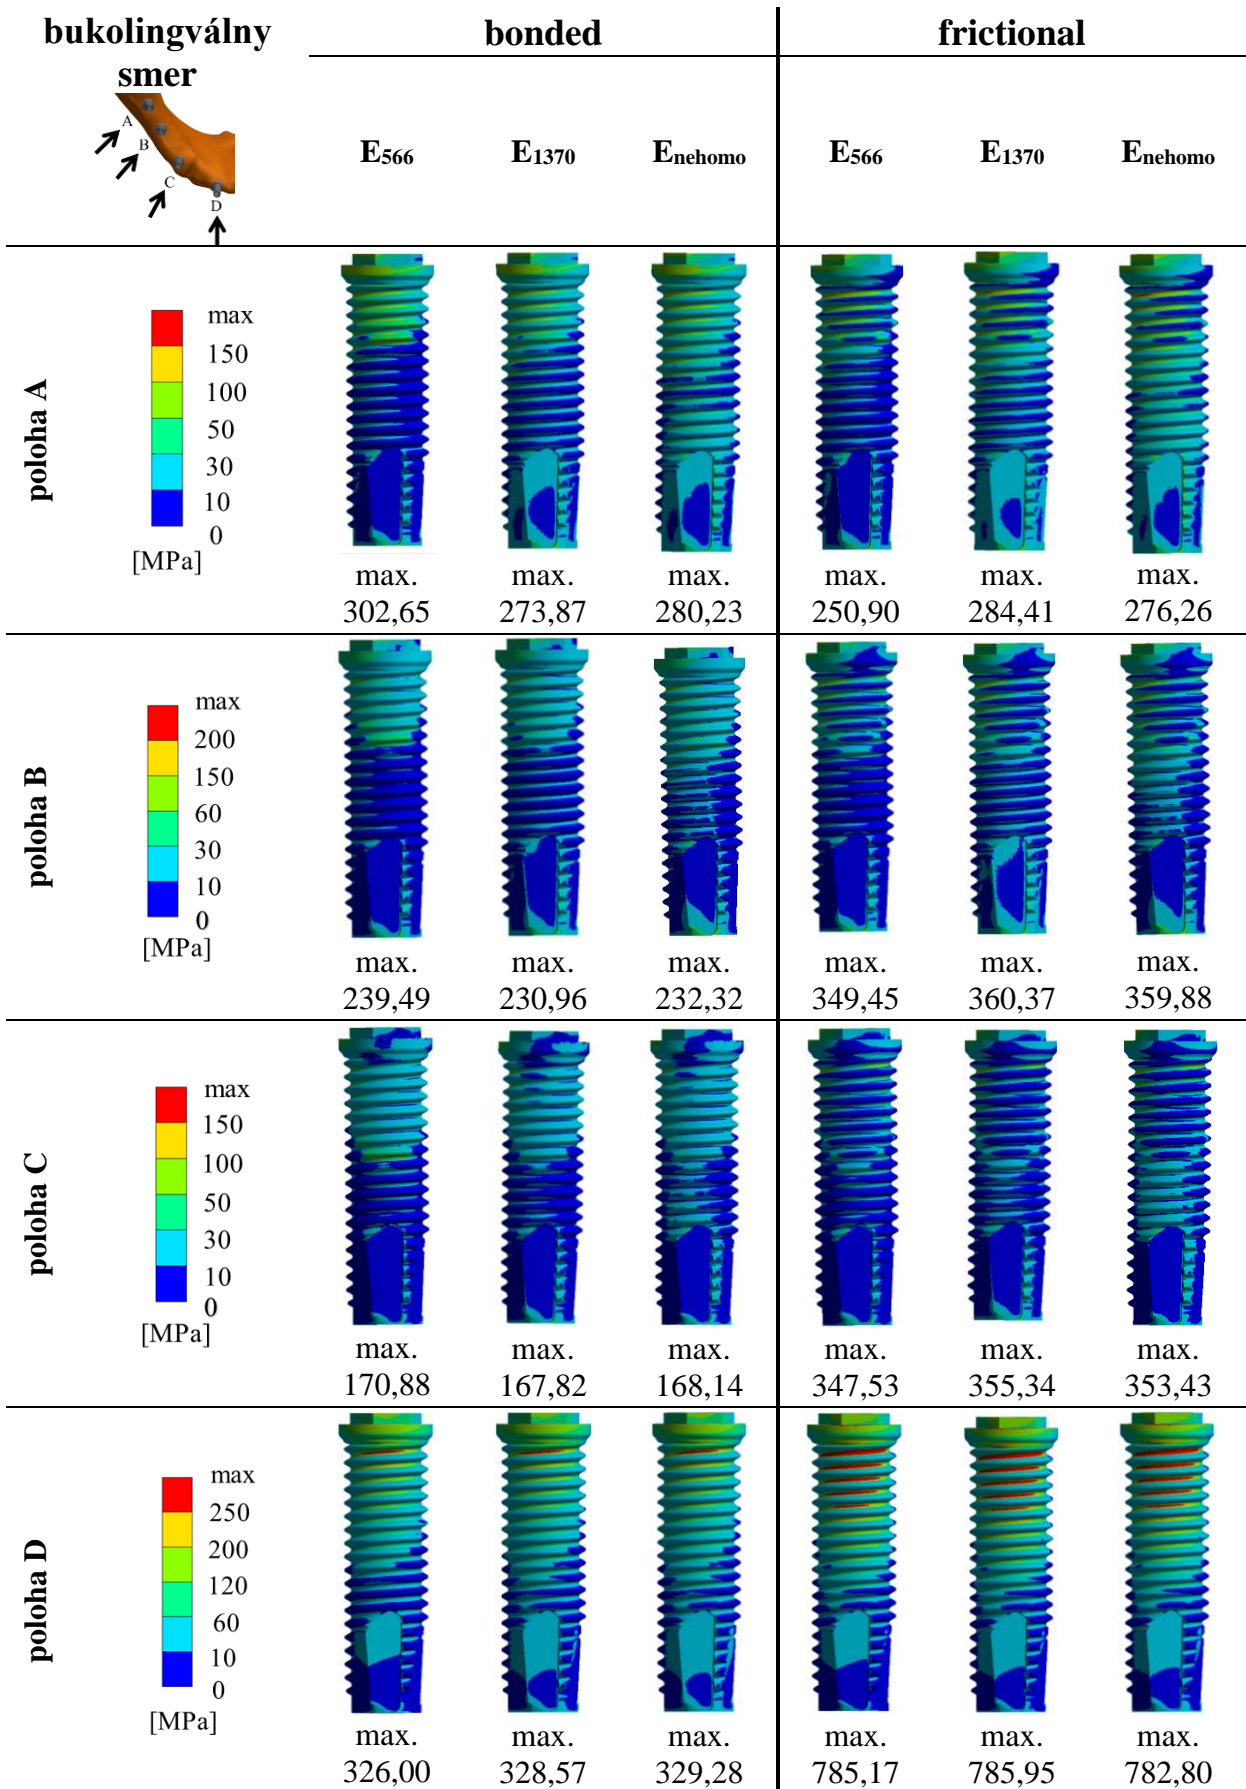 bukolingválny
smer
bonded
frictional
A
B
C
D
E566
E1370
Enehomo
E566
E1370
Enehomo
poloha A
max
150
100
50
30
10
0
[MPa]
max.
302,65
max.
273,87
max.
280,23
max.
250,90
max.
284,41
max.
276,26
poloha B
max
200
150
60
30
10
0
[MPa]
max.
239,49
max.
230,96
max.
232,32
max.
349,45
max.
360,37
max.
359,88
poloha C
max
150
100
50
30
10
0
[MPa]
max.
170,88
max.
167,82
max.
168,14
max.
347,53
max.
355,34
max.
353,43
poloha D
max
250
200
120
60
10
0
[MPa]
max.
326,00
max.
328,57
max.
329,28
max.
785,17
max.
785,95
max.
782,80